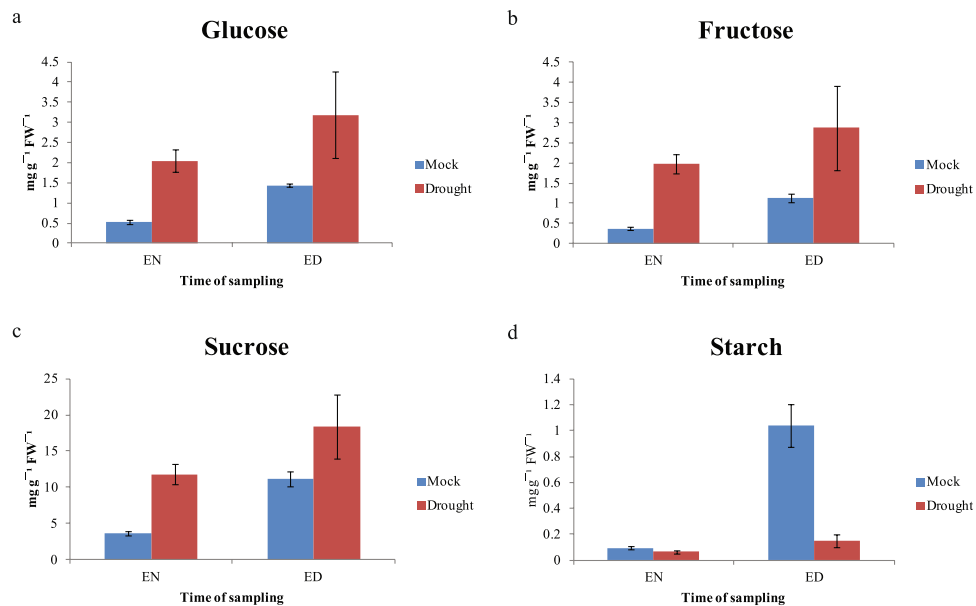 a
Glucose
4.5
4
3.5
3
2.5
2
1.5
1
0.5
0
mg g⁻¹ FW⁻¹
EN
ED
Time of sampling
Mock
Drought
b
Fructose
4.5
4
3.5
3
2.5
2
1.5
1
0.5
0
mg g⁻¹ FW⁻¹
EN
ED
Time of sampling
Mock
Drought
c
Sucrose
25
20
15
10
5
0
mg g⁻¹ FW⁻¹
EN
ED
Time of sampling
Mock
Drought
d
Starch
1.4
1.2
1
0.8
0.6
0.4
0.2
0
mg g⁻¹ FW⁻¹
EN
ED
Time of sampling
Mock
Drought